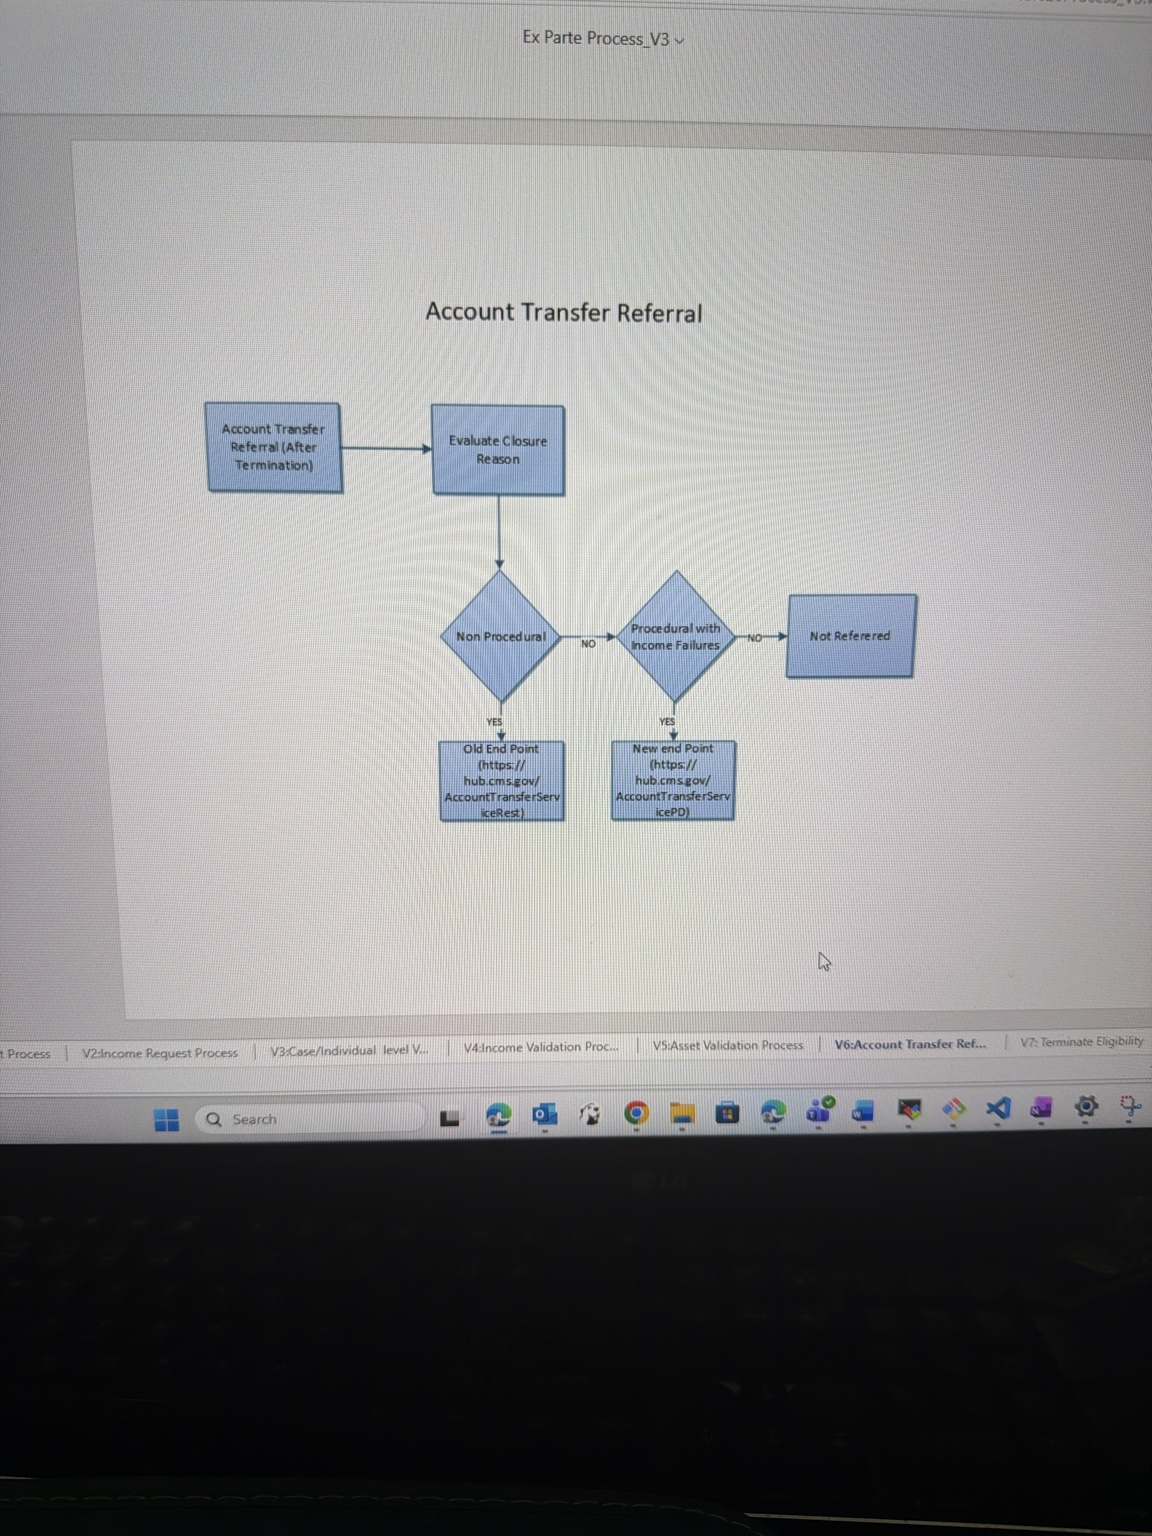 Ex Parte Process_V3
Account Transfer Referral
Account Transfer
Referral (After
Termination)
Evaluate Closure
Reason
Non Procedural
NO
Procedural with
Income Failures
NO
Not Referered
YES
YES
Old End Point
(https://
hub.cms.gov/
AccountTransferServ
iceRest)
New end Point
(https://
hub.cms.gov/
AccountTransferServ
icePD)
t Process
V2:Income Request Process
V3:Case/Individual level V...
V4:Income Validation Proc...
V5:Asset Validation Process
V6:Account Transfer Ref...
V7: Terminate Eligibility
Search